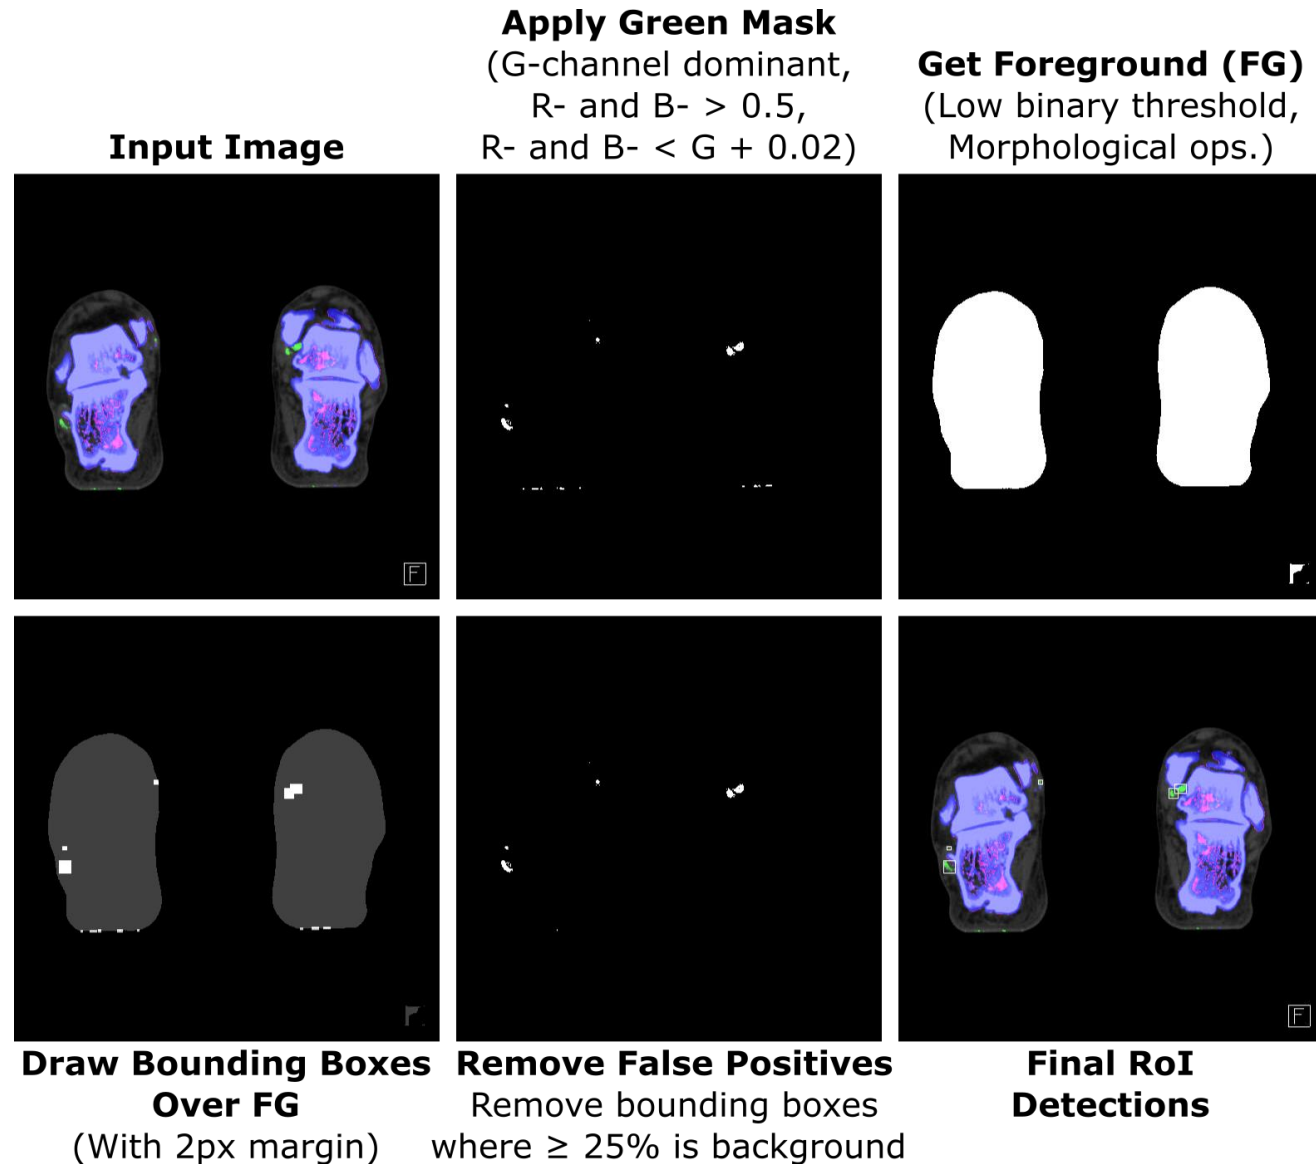 Input Image
Apply Green Mask
(G-channel dominant,
R- and B- > 0.5,
R- and B- < G + 0.02)
Get Foreground (FG)
(Low binary threshold,
Morphological ops.)
F
Draw Bounding Boxes
Over FG
(With 2px margin)
Remove False Positives
Remove bounding boxes
where ≥ 25% is background
F
Final RoI
Detections